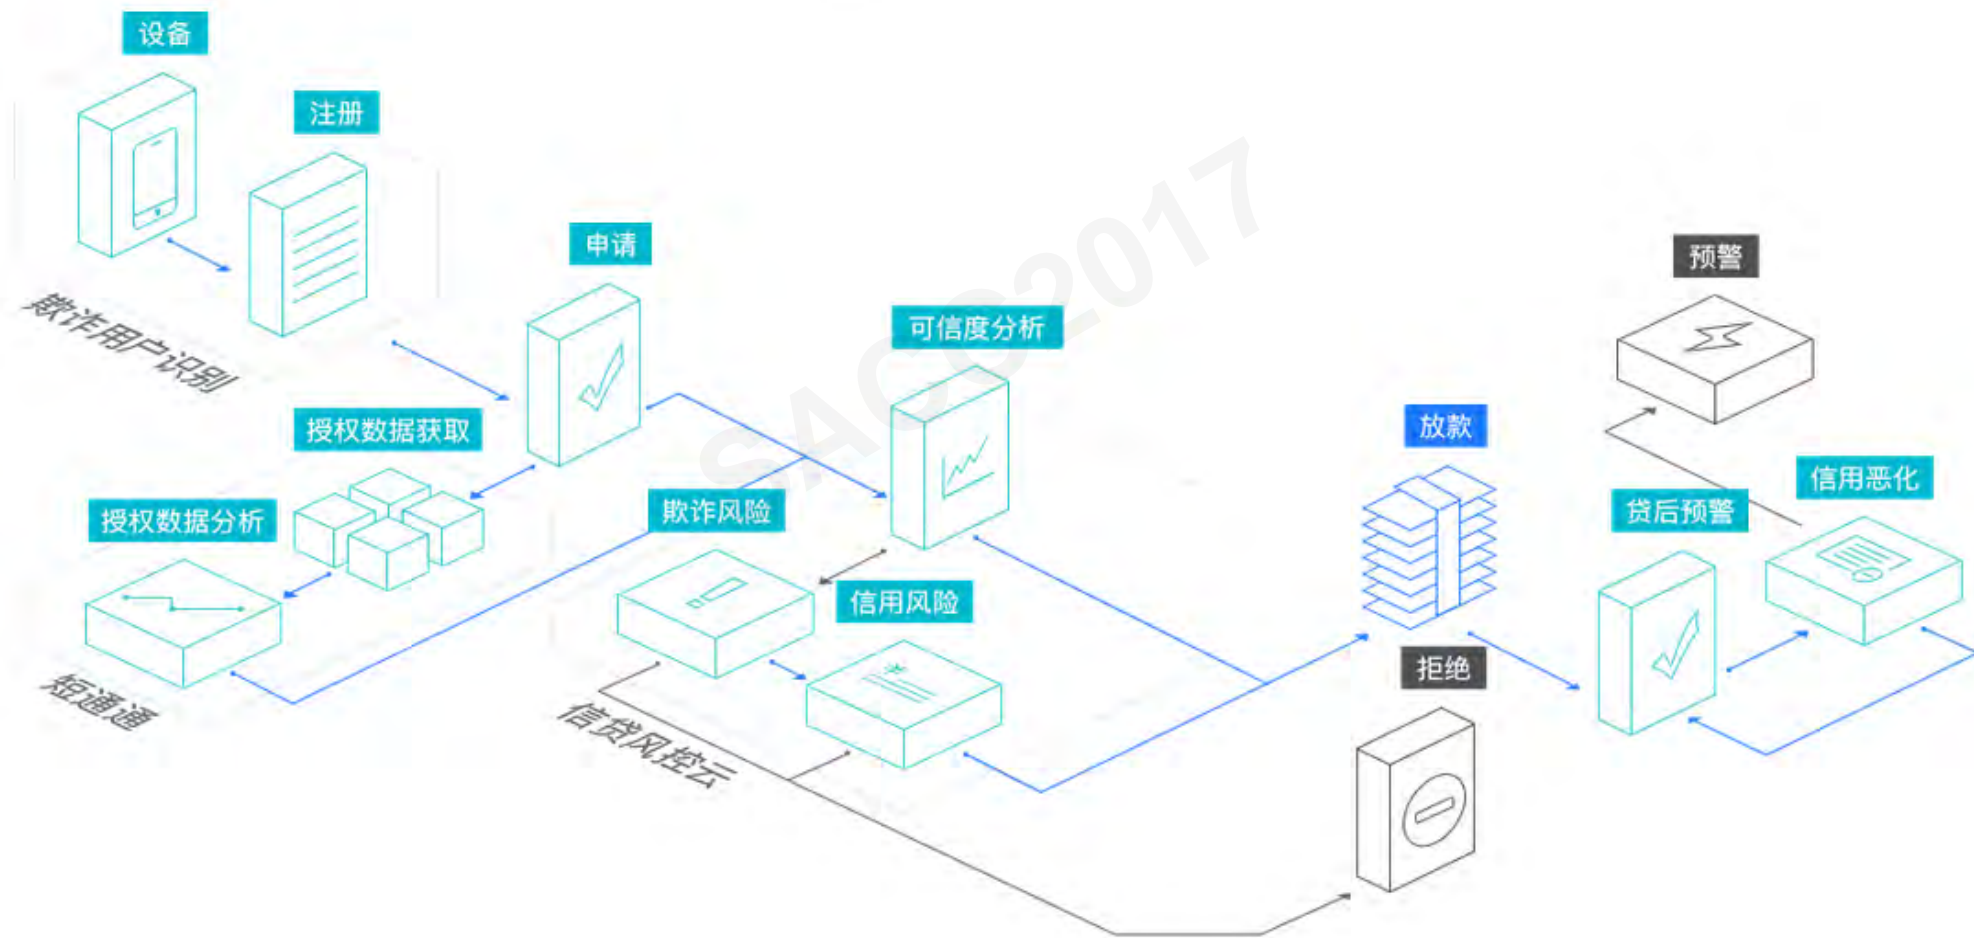 设备
注册
欺诈用户识别
申请
授权数据获取
授权数据分析
短通通
可信度分析
欺诈风险
信用风险
信贷风控云
放款
拒绝
预警
信用恶化
贷后预警
SACC2017